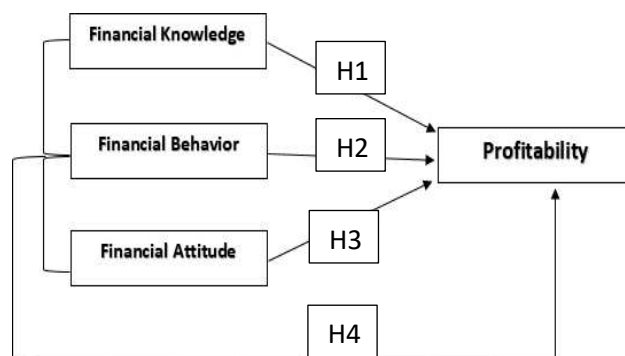 Financial Knowledge
H1
Financial Behavior
H2
Profitability
Financial Attitude
H3
H4